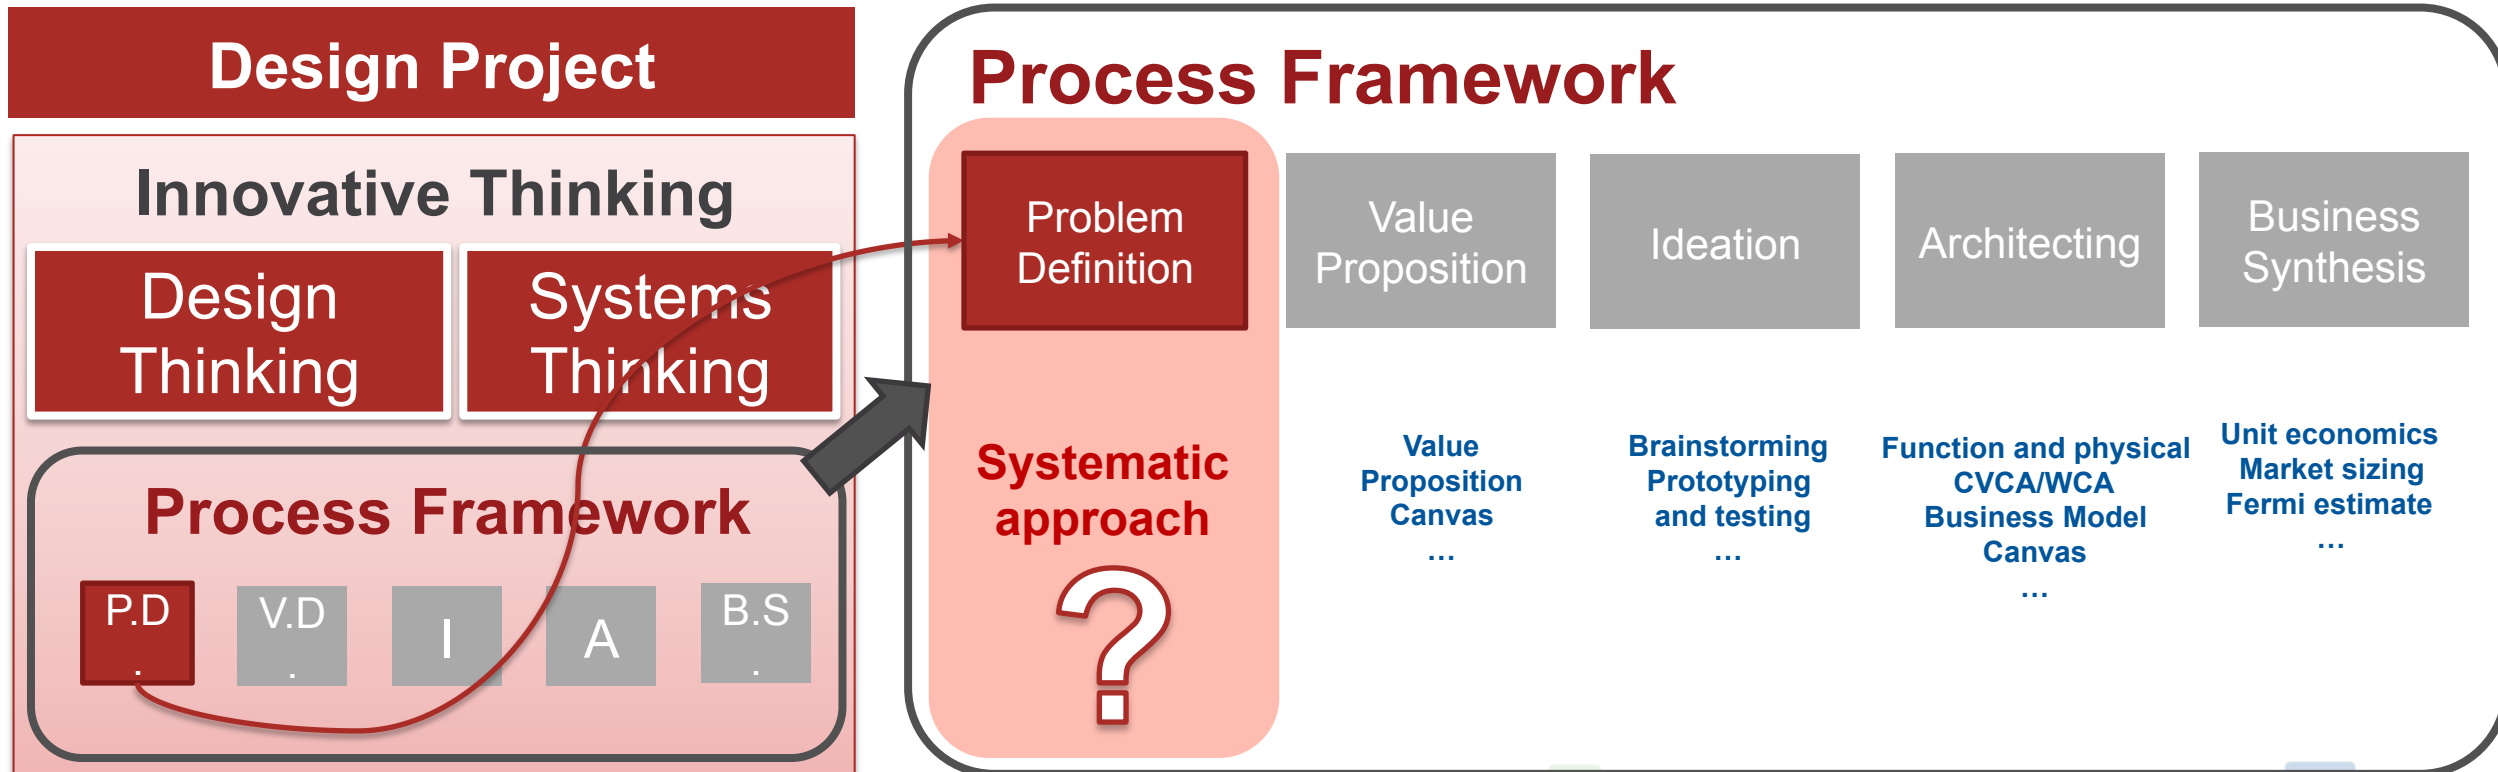 Design Project
Innovative Thinking
Design
Thinking
Systems
Thinking
Process Framework
P.D
.
V.D
.
I
A
B.S
.
Process Framework
Problem
Definition
Value
Proposition
Ideation
Architecting
Business
Synthesis
Systematic
approach
?
Value
Proposition
Canvas
...
Brainstorming
Prototyping
and testing
...
Function and physical
CVCA/WCA
Business Model
Canvas
...
Unit economics
Market sizing
Fermi estimate
...